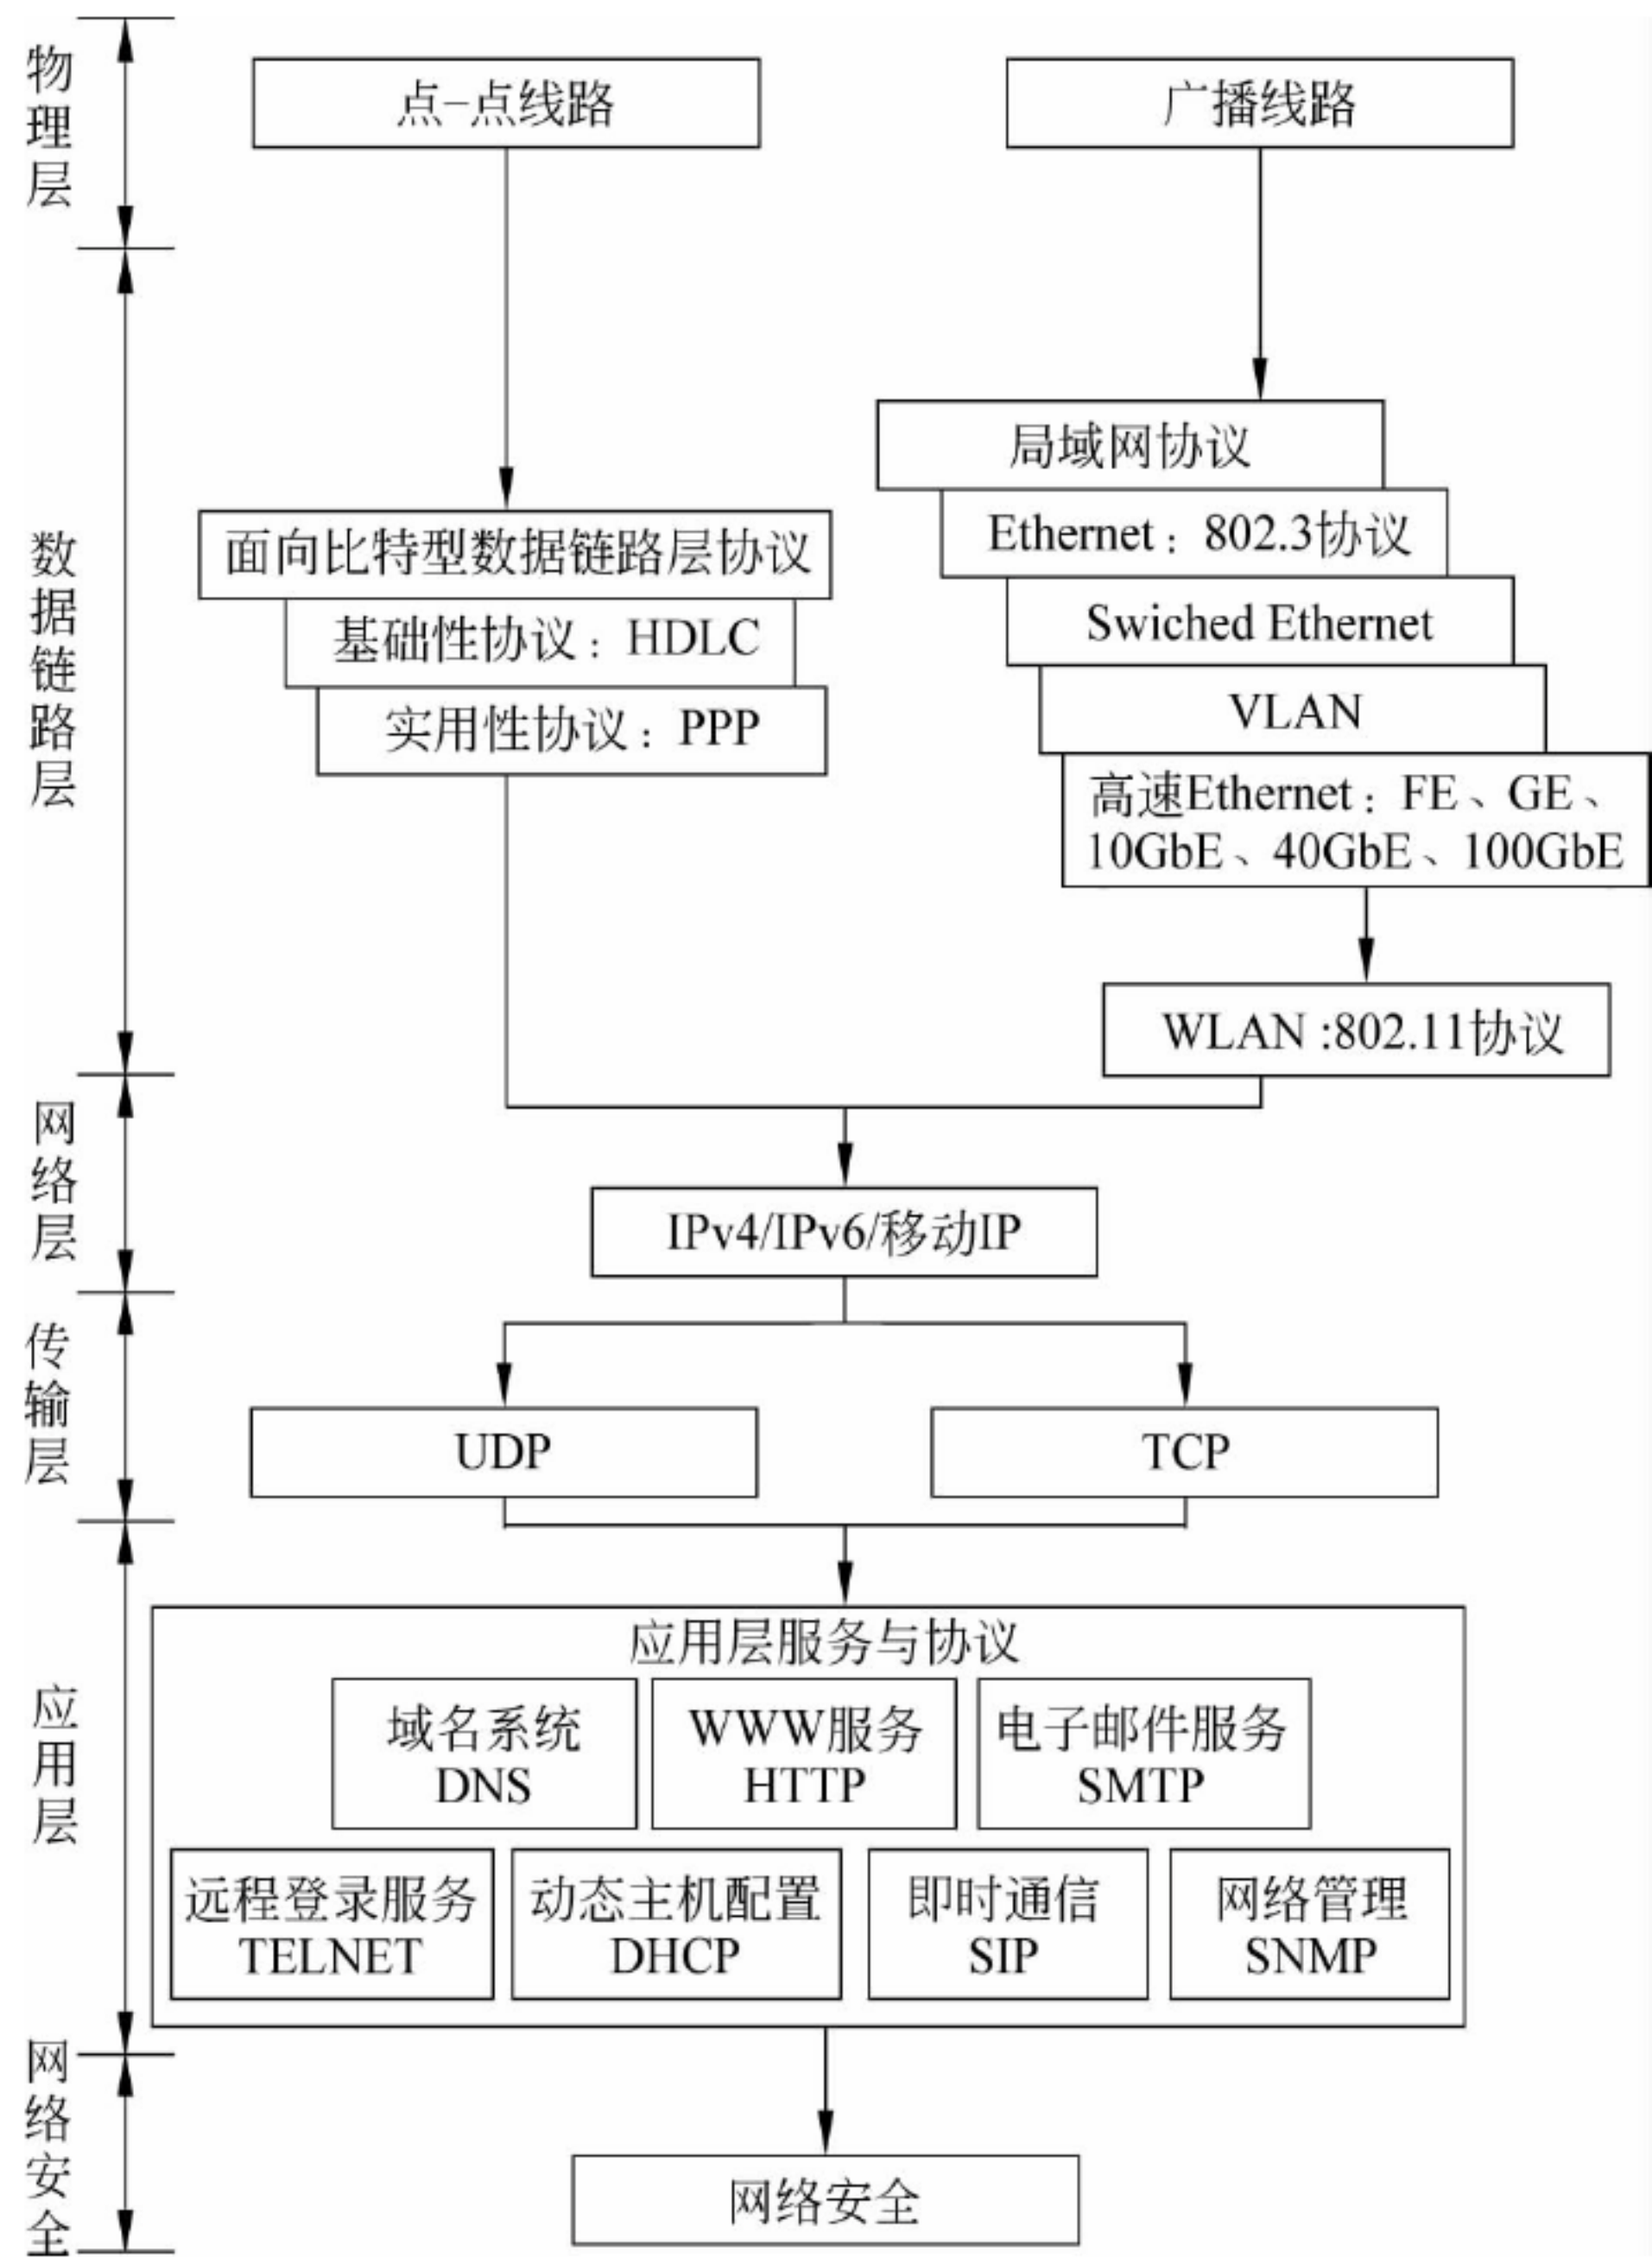 物理层
点-点线路
广播线路
数据链路层
局域网协议
Ethernet：802.3协议
面向比特型数据链路层协议
Swiched Ethernet
基础性协议：HDLC
VLAN
实用性协议：PPP
高速Ethernet：FE、GE、
10GbE、40GbE、100GbE
WLAN :802.11协议
网络层
IPv4/IPv6/移动IP
传输层
UDP
TCP
应用层
应用层服务与协议
域名系统
DNS
WWW服务
HTTP
电子邮件服务
SMTP
远程登录服务
TELNET
动态主机配置
DHCP
即时通信
SIP
网络管理
SNMP
网络安全
网络安全